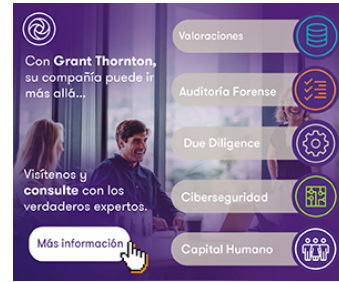 Con Grant Thornton,
su compañía puede ir
más allá...
Visítenos y
consulte con los
verdaderos expertos.
Más información
Valoraciones
Auditoría Forense
Due Diligence
Ciberseguridad
Capital Humano